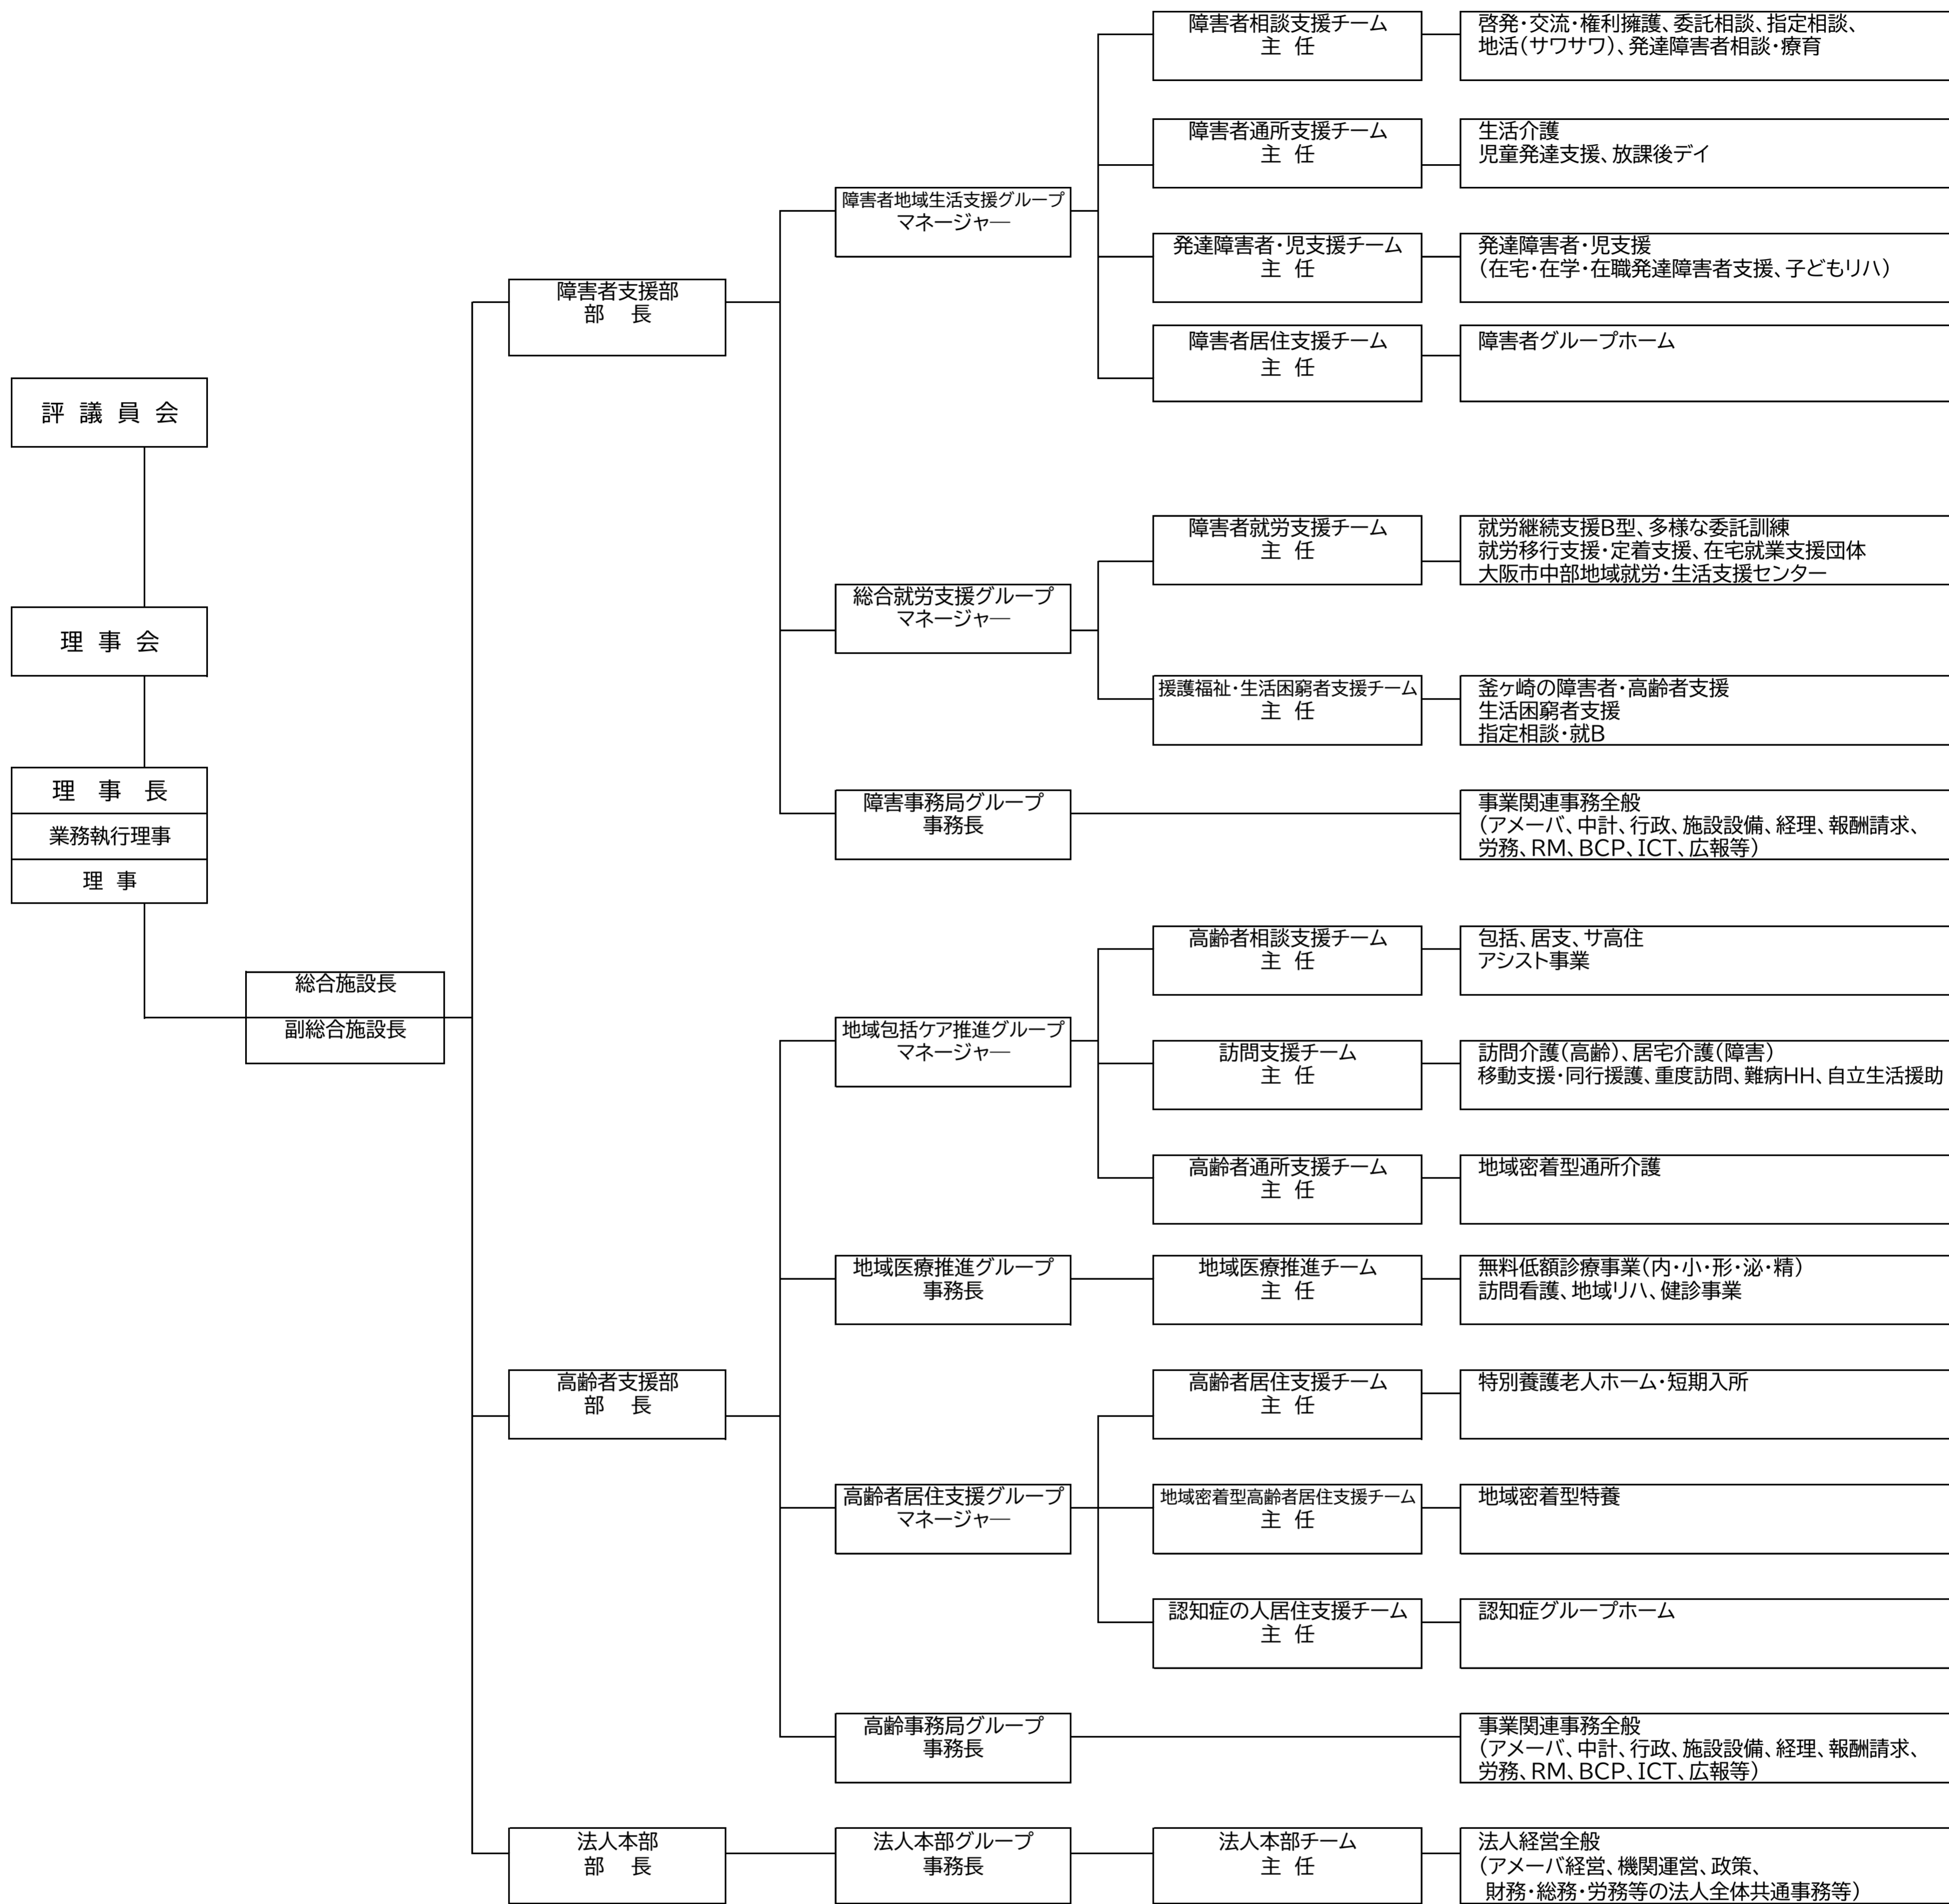 評 議 員 会
理 事 会
理 事 長
業務執行理事
理 事
総合施設長
副総合施設長
障害者支援部
部 長
障害者地域生活支援グループ
マネージャ―
障害者相談支援チーム
主 任
啓発・交流・権利擁護、委託相談、指定相談、
地活(サワサワ)、発達障害者相談・療育
障害者通所支援チーム
主 任
生活介護
児童発達支援、放課後デイ
発達障害者・児支援チーム
主 任
発達障害者・児支援
(在宅・在学・在職発達障害者支援、子どもリハ)
障害者居住支援チーム
主 任
障害者グループホーム
総合就労支援グループ
マネージャ―
障害者就労支援チーム
主 任
就労継続支援B型、多様な委託訓練
就労移行支援・定着支援、在宅就業支援団体
大阪市中部地域就労・生活支援センター
援護福祉・生活困窮者支援チーム
主 任
釜ヶ崎の障害者・高齢者支援
生活困窮者支援
指定相談・就B
障害事務局グループ
事務長
事業関連事務全般
(アメーバ、中計、行政、施設設備、経理、報酬請求、
労務、RM、BCP、ICT、広報等)
高齢者支援部
部 長
地域包括ケア推進グループ
マネージャ―
高齢者相談支援チーム
主 任
包括、居支、サ高住
アシスト事業
訪問支援チーム
主 任
訪問介護(高齢)、居宅介護(障害)
移動支援・同行援護、重度訪問、難病HH、自立生活援助
高齢者通所支援チーム
主 任
地域密着型通所介護
地域医療推進グループ
事務長
地域医療推進チーム
主 任
無料低額診療事業(内・小・形・泌・精)
訪問看護、地域リハ、健診事業
高齢者居住支援グループ
マネージャ―
高齢者居住支援チーム
主 任
特別養護老人ホーム・短期入所
地域密着型高齢者居住支援チーム
主 任
地域密着型特養
認知症の人居住支援チーム
主 任
認知症グループホーム
高齢事務局グループ
事務長
事業関連事務全般
(アメーバ、中計、行政、施設設備、経理、報酬請求、
労務、RM、BCP、ICT、広報等)
法人本部
部 長
法人本部グループ
事務長
法人本部チーム
主 任
法人経営全般
(アメーバ経営、機関運営、政策、
財務・総務・労務等の法人全体共通事務等)